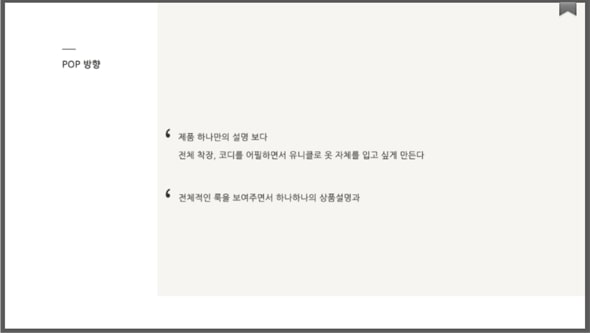 POP 방향
‘ 제품 하나만의 설명 보다
전체 착장, 코디를 어필하면서 유니클로 옷 자체를 입고 싶게 만든다
‘ 전체적인 룩을 보여주면서 하나하나의 상품설명과